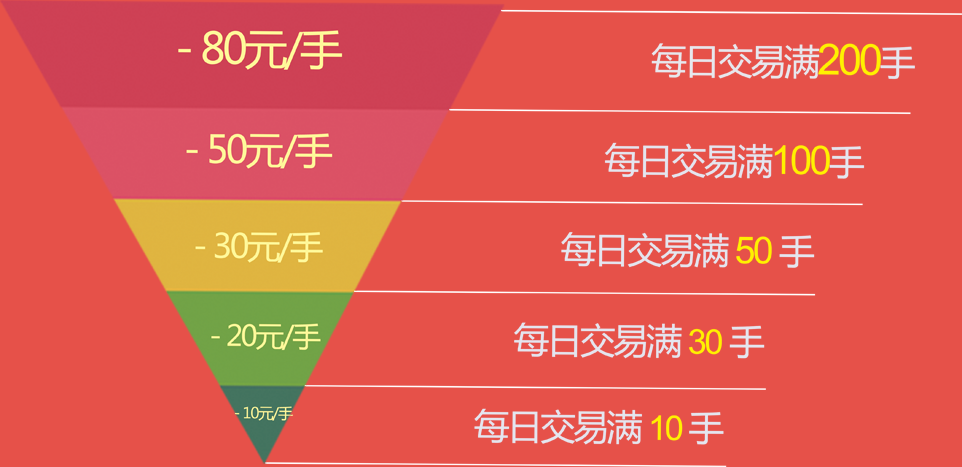 - 80元/手
每日交易满200手
- 50元/手
每日交易满100手
- 30元/手
每日交易满 50 手
- 20元/手
每日交易满 30 手
- 10元/手
每日交易满 10 手